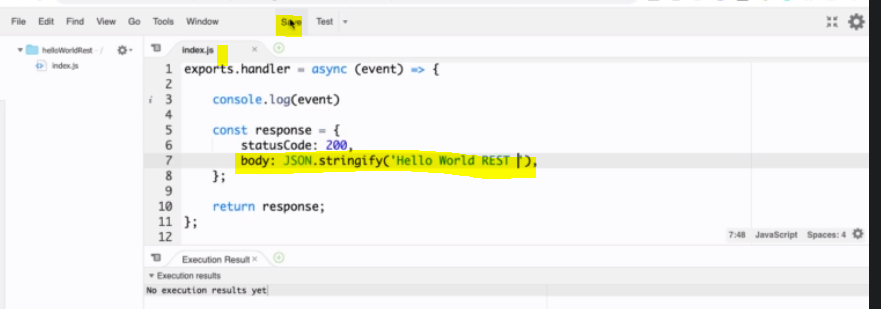 File Edit Find View Go Tools Window Save Test
helloWorldRest - /
index.js
index.js
1 exports.handler = async (event) => {
2
i 3 console.log(event)
4
5 const response = {
6 statusCode: 200,
7 body: JSON.stringify('Hello World REST '),
8 };
9
10 return response;
11 };
12
7:48 JavaScript Spaces: 4
Execution Result
Execution results
No execution results yet